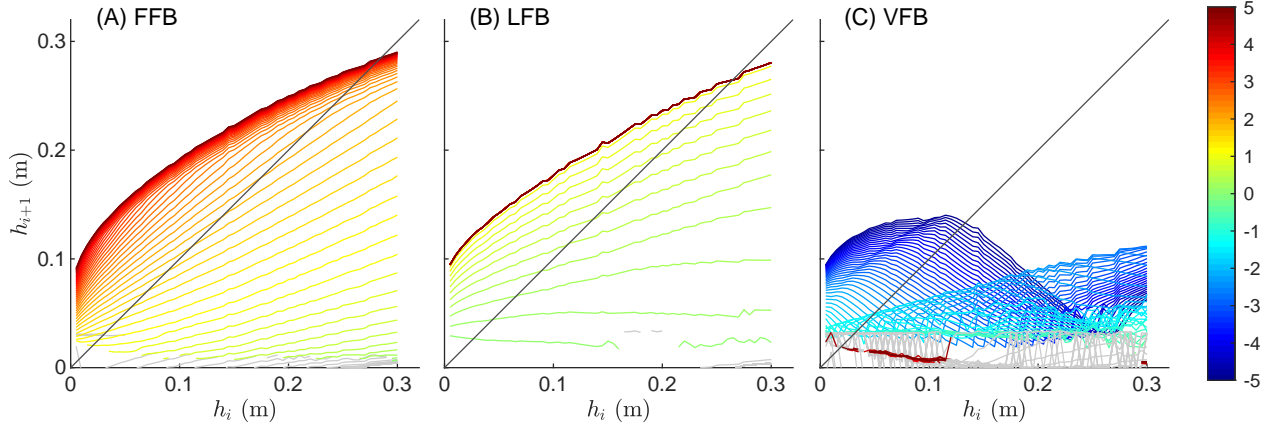 (A) FFB
(B) LFB
(C) VFB
0.3
0.2
0.1
0
h_{i+1} (m)
0 0.1 0.2 0.3
h_i (m)
0 0.1 0.2 0.3
h_i (m)
0 0.1 0.2 0.3
h_i (m)
5
4
3
2
1
0
-1
-2
-3
-4
-5